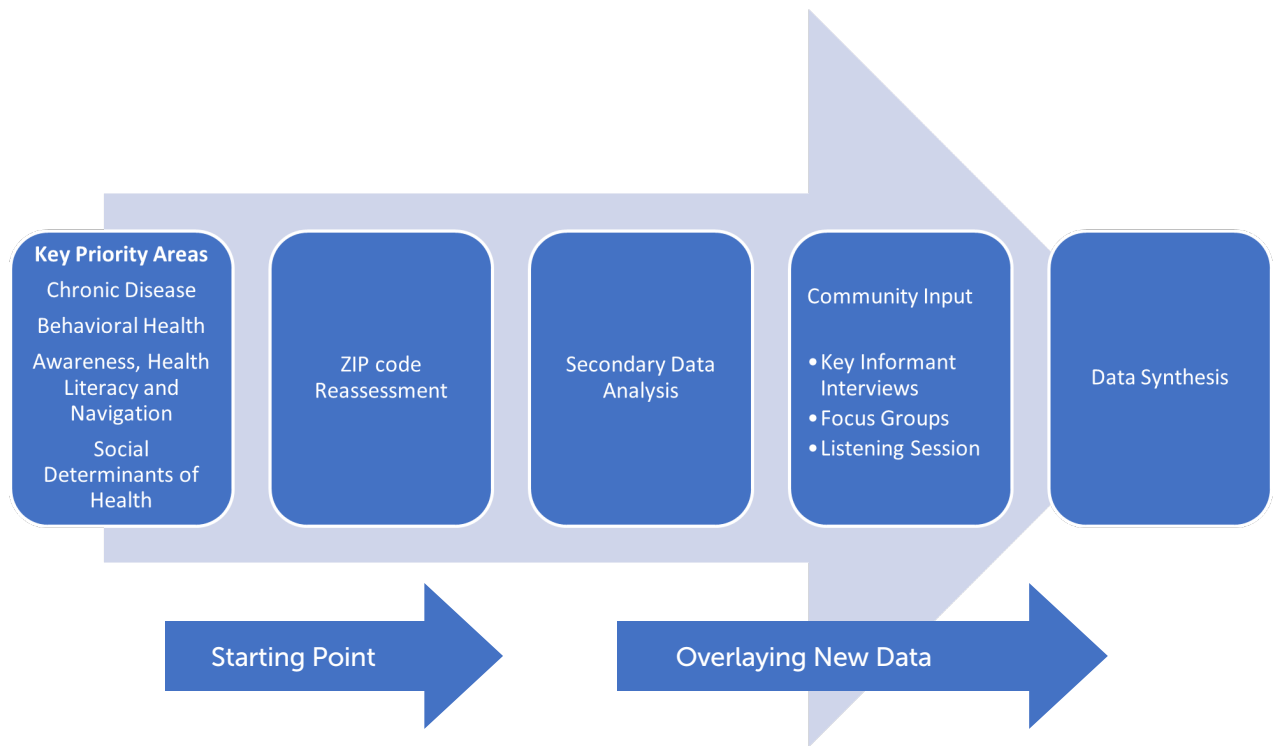 Key Priority Areas
Chronic Disease
Behavioral Health
Awareness, Health
Literacy and
Navigation
Social
Determinants of
Health
ZIP code
Reassessment
Secondary Data
Analysis
Community Input
• Key Informant
Interviews
• Focus Groups
• Listening Session
Data Synthesis
Starting Point
Overlaying New Data